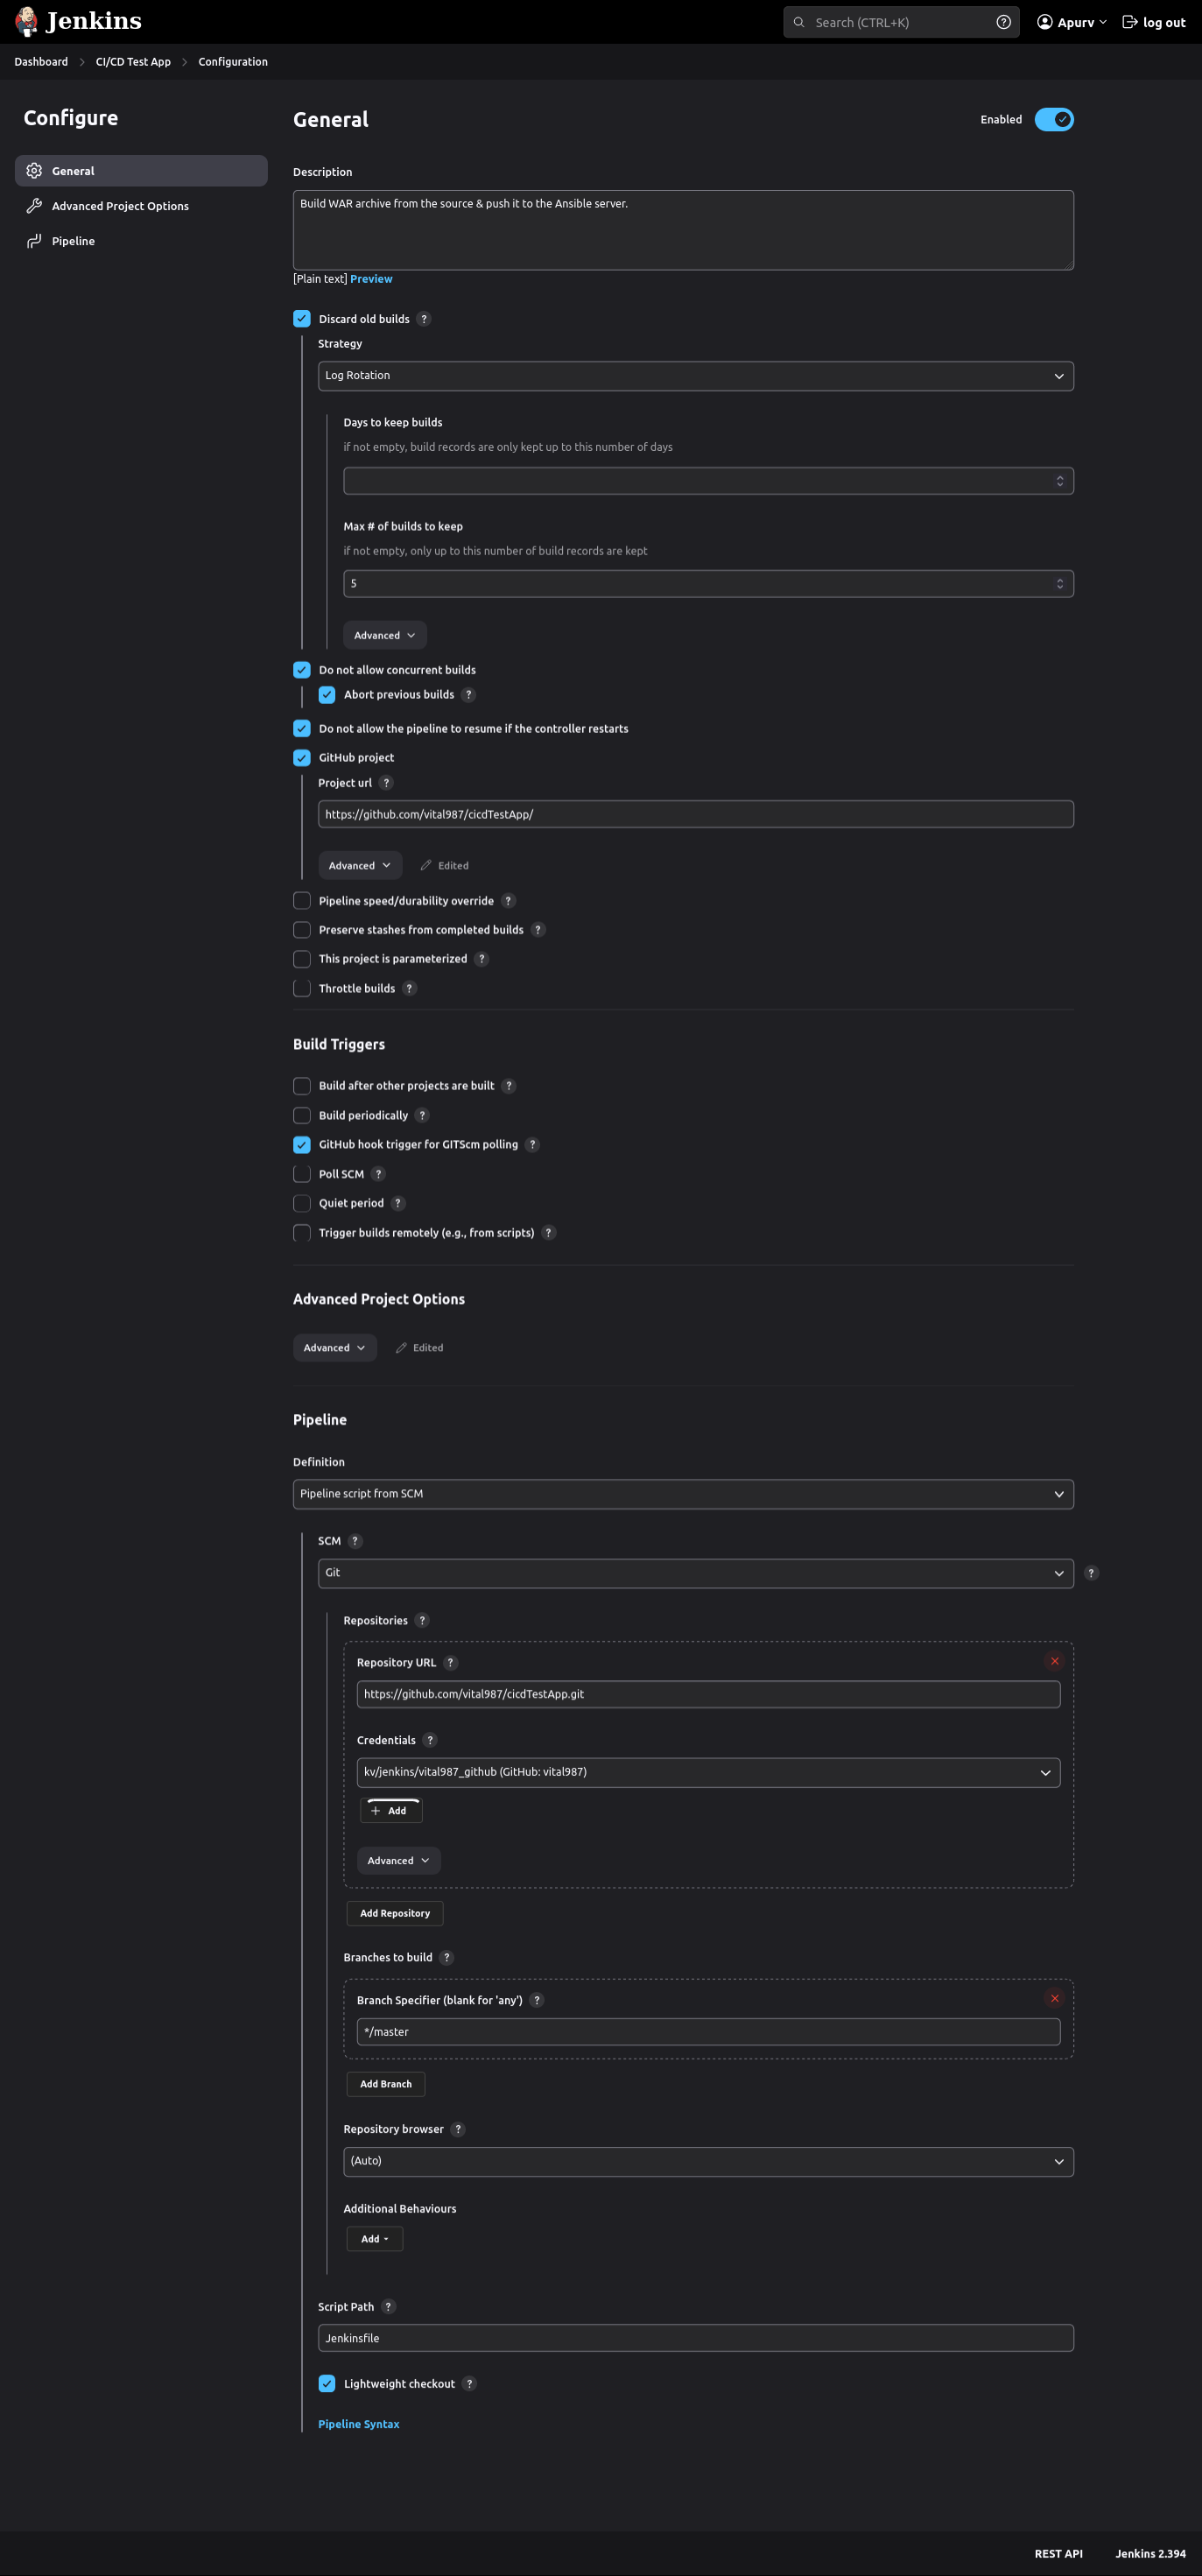 Jenkins
Search (CTRL+K)
?
Apurv
log out
Dashboard > CI/CD Test App > Configuration
Configure
General
Advanced Project Options
Pipeline
General
Enabled
Description
Build WAR archive from the source & push it to the Ansible server.
[Plain text] Preview
Discard old builds ?
Strategy
Log Rotation
Days to keep builds
if not empty, build records are only kept up to this number of days
Max # of builds to keep
if not empty, only up to this number of build records are kept
5
Advanced
Do not allow concurrent builds
Abort previous builds ?
Do not allow the pipeline to resume if the controller restarts
GitHub project
Project url ?
https://github.com/vital987/cicdTestApp/
Advanced Edited
Pipeline speed/durability override ?
Preserve stashes from completed builds ?
This project is parameterized ?
Throttle builds ?
Build Triggers
Build after other projects are built ?
Build periodically ?
GitHub hook trigger for GITScm polling ?
Poll SCM ?
Quiet period ?
Trigger builds remotely (e.g., from scripts) ?
Advanced Project Options
Advanced Edited
Pipeline
Definition
Pipeline script from SCM
SCM ?
Git ?
Repositories ?
Repository URL ?
https://github.com/vital987/cicdTestApp.git
Credentials ?
kv/jenkins/vital987_github (GitHub: vital987)
+ Add
Advanced
Add Repository
Branches to build ?
Branch Specifier (blank for 'any') ?
*/master
Add Branch
Repository browser ?
(Auto)
Additional Behaviours
Add
Script Path ?
Jenkinsfile
Lightweight checkout ?
Pipeline Syntax
REST API
Jenkins 2.394